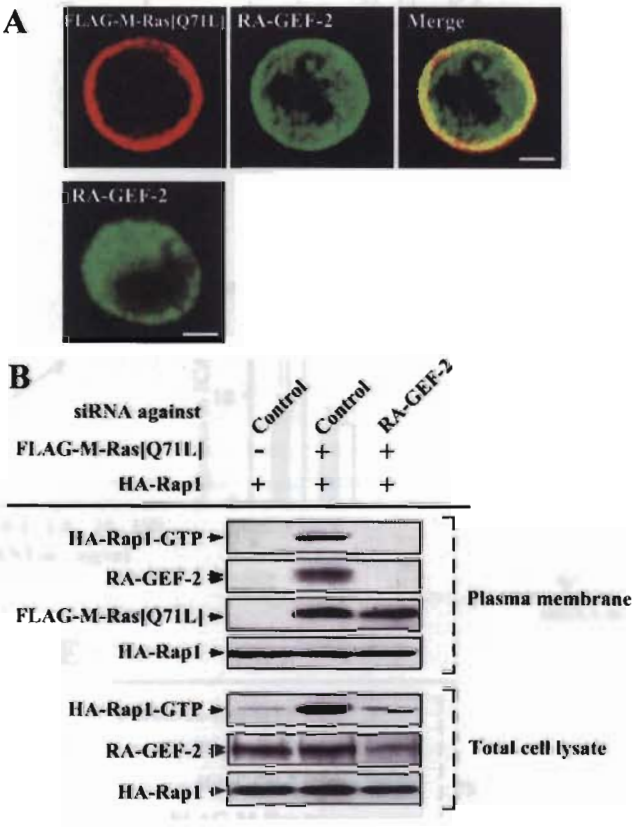 A
FLAG-M-Ras[Q71L]
RA-GEF-2
Merge
RA-GEF-2
B
siRNA against
Control
Control
RA-GEF-2
FLAG-M-Ras[Q71L]
- + +
HA-Rap1
+ + +
HA-Rap1-GTP
RA-GEF-2
FLAG-M-Ras[Q71L]
HA-Rap1
Plasma membrane
HA-Rap1-GTP
RA-GEF-2
HA-Rap1
Total cell lysate